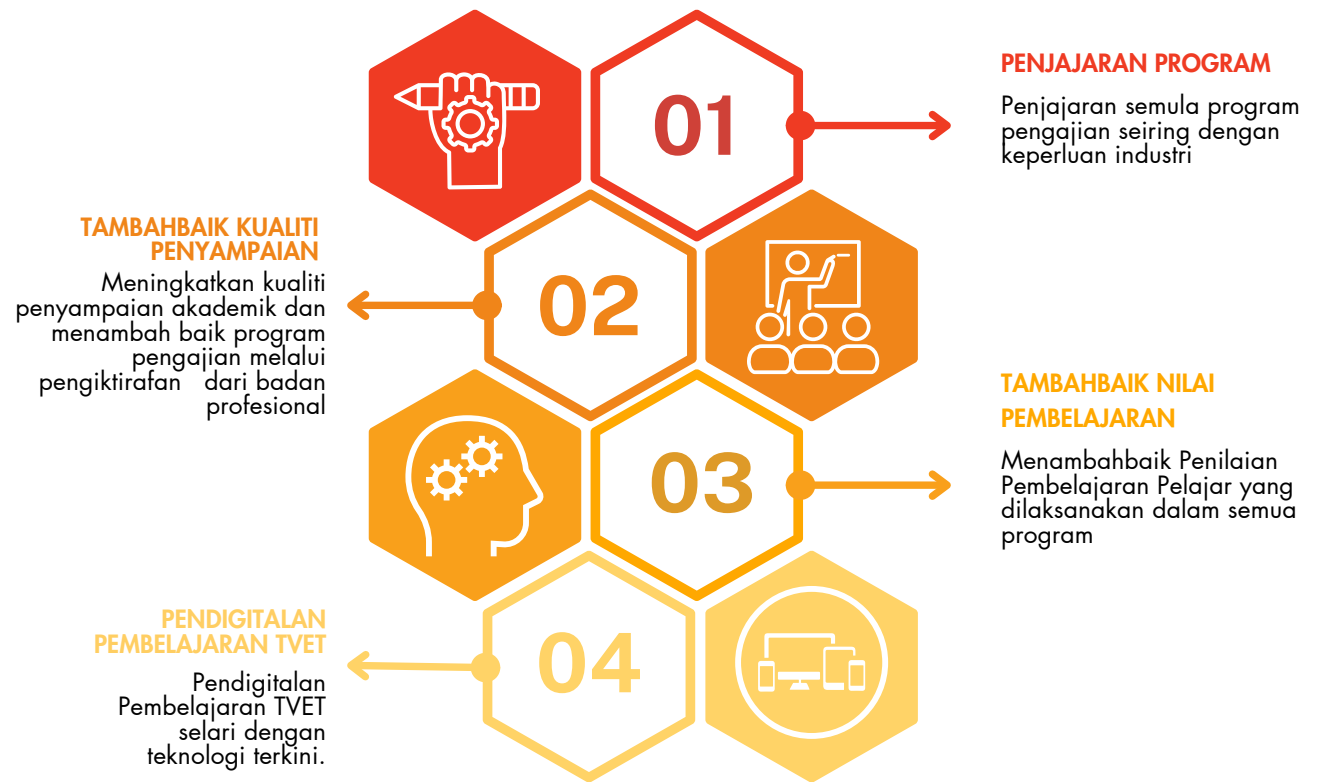 01
PENJAJARAN PROGRAM
Penjajaran semula program
pengajian seiring dengan
keperluan industri
02
TAMBAHBAIK KUALITI
PENYAMPAIAN
Meningkatkan kualiti
penyampaian akademik dan
menambah baik program
pengajian melalui
pengiktirafan dari badan
profesional
03
TAMBAHBAIK NILAI
PEMBELAJARAN
Menambahbaik Penilaian
Pembelajaran Pelajar yang
dilaksanakan dalam semua
program
04
PENDIGITALAN
PEMBELAJARAN TVET
Pendigitalan
Pembelajaran TVET
selari dengan
teknologi terkini.